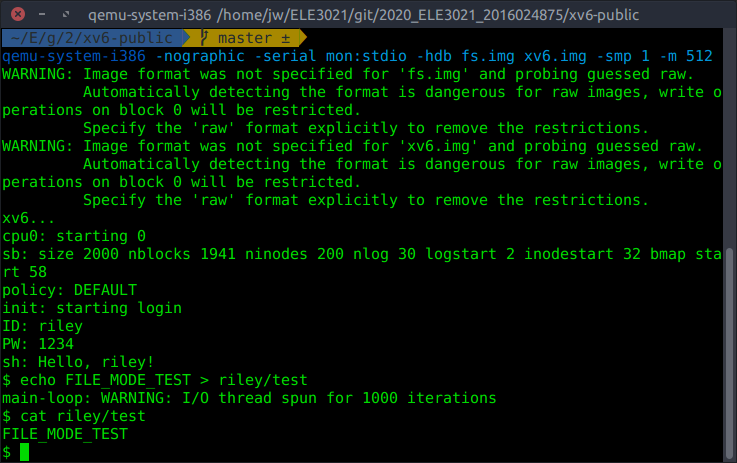 qemu-system-i386 /home/jw/ELE3021/git/2020_ELE3021_2016024875/xv6-public
~/E/g/2/xv6-public master ±
qemu-system-i386 -nographic -serial mon:stdio -hdb fs.img xv6.img -smp 1 -m 512
WARNING: Image format was not specified for 'fs.img' and probing guessed raw.
Automatically detecting the format is dangerous for raw images, write o
perations on block 0 will be restricted.
Specify the 'raw' format explicitly to remove the restrictions.
WARNING: Image format was not specified for 'xv6.img' and probing guessed raw.
Automatically detecting the format is dangerous for raw images, write o
perations on block 0 will be restricted.
Specify the 'raw' format explicitly to remove the restrictions.
xv6...
cpu0: starting 0
sb: size 2000 nblocks 1941 ninodes 200 nlog 30 logstart 2 inodestart 32 bmap sta
rt 58
policy: DEFAULT
init: starting login
ID: riley
PW: 1234
sh: Hello, riley!
$ echo FILE_MODE_TEST > riley/test
main-loop: WARNING: I/O thread spun for 1000 iterations
$ cat riley/test
FILE_MODE_TEST
$